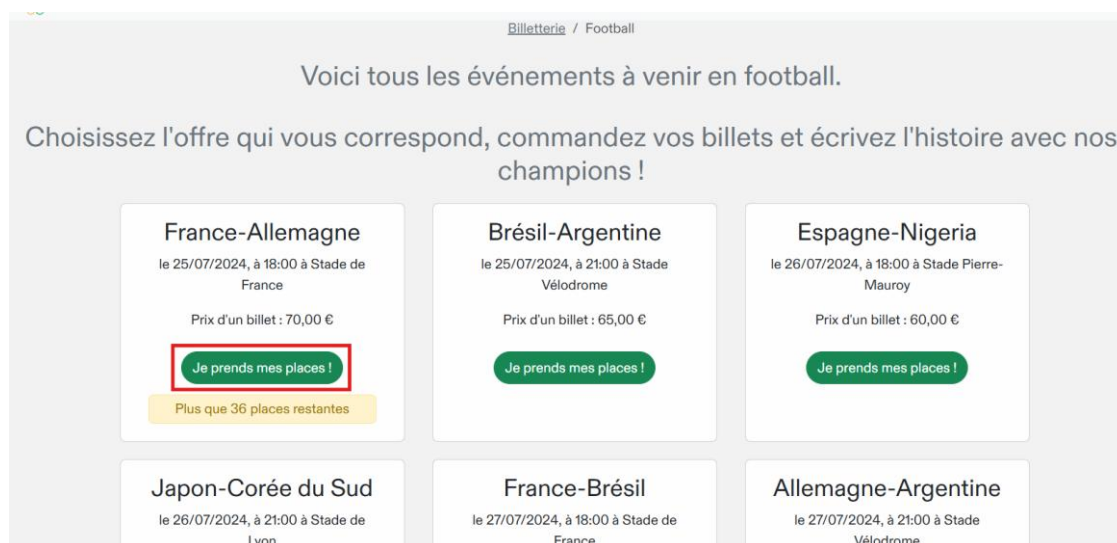 Billetterie / Football
Voici tous les événements à venir en football.
Choisissez l'offre qui vous correspond, commandez vos billets et écrivez l'histoire avec nos
champions !
France-Allemagne
le 25/07/2024, à 18:00 à Stade de
France
Prix d'un billet : 70,00 €
Je prends mes places !
Plus que 36 places restantes
Brésil-Argentine
le 25/07/2024, à 21:00 à Stade
Vélodrome
Prix d'un billet : 65,00 €
Je prends mes places !
Espagne-Nigeria
le 26/07/2024, à 18:00 à Stade Pierre-
Mauroy
Prix d'un billet : 60,00 €
Je prends mes places !
Japon-Corée du Sud
le 26/07/2024, à 21:00 à Stade de
Lyon
France-Brésil
le 27/07/2024, à 18:00 à Stade de
France
Allemagne-Argentine
le 27/07/2024, à 21:00 à Stade
Vélodrome